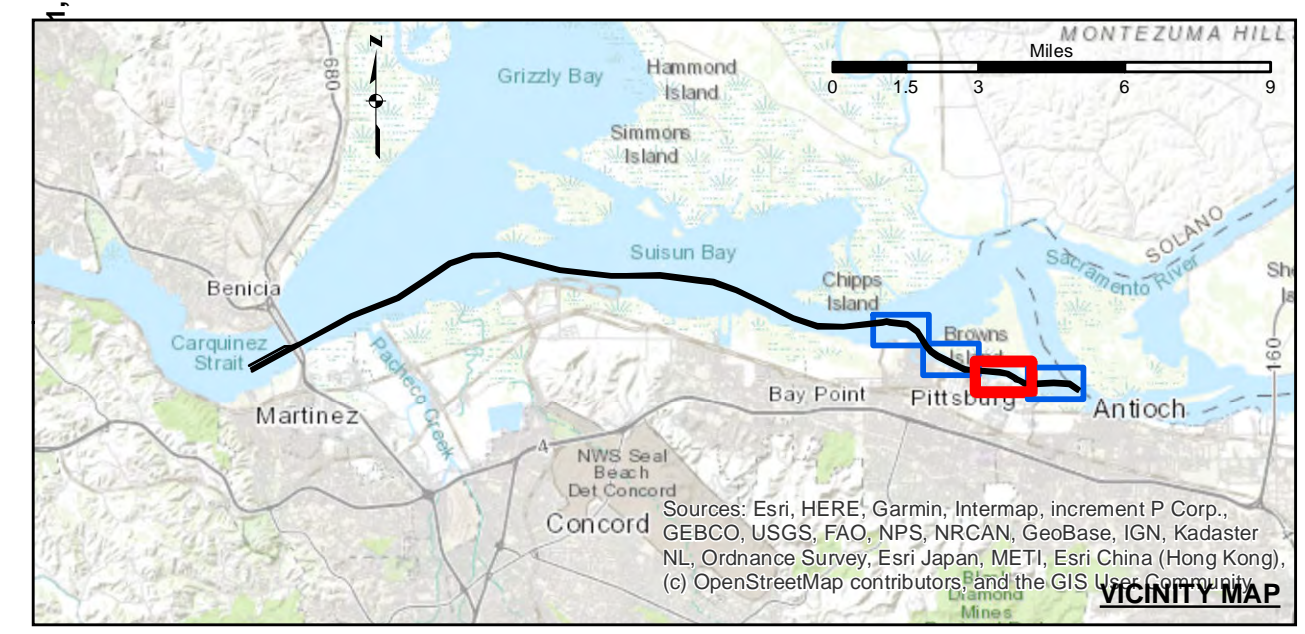 MONTEZUMA HILL
Miles
0 1.5 3 6 9
N
680
Grizzly Bay
Hammond
Island
Simmons
Island
SOLANO
Suisun Bay
Sacramento River
Chipps
Island
Benicia
Browns
Island
Carquinez
Strait
Pacheco Creek
160
Bay Point
Pittsburg
Antioch
Martinez
4
NWS Seal
Beach
Det Concord
Concord
Sources: Esri, HERE, Garmin, Intermap, increment P Corp.,
GEBCO, USGS, FAO, NPS, NRCAN, GeoBase, IGN, Kadaster
NL, Ordnance Survey, Esri Japan, METI, Esri China (Hong Kong),
(c) OpenStreetMap contributors, and the GIS User Community
Diamond
Mines
VICINITY MAP